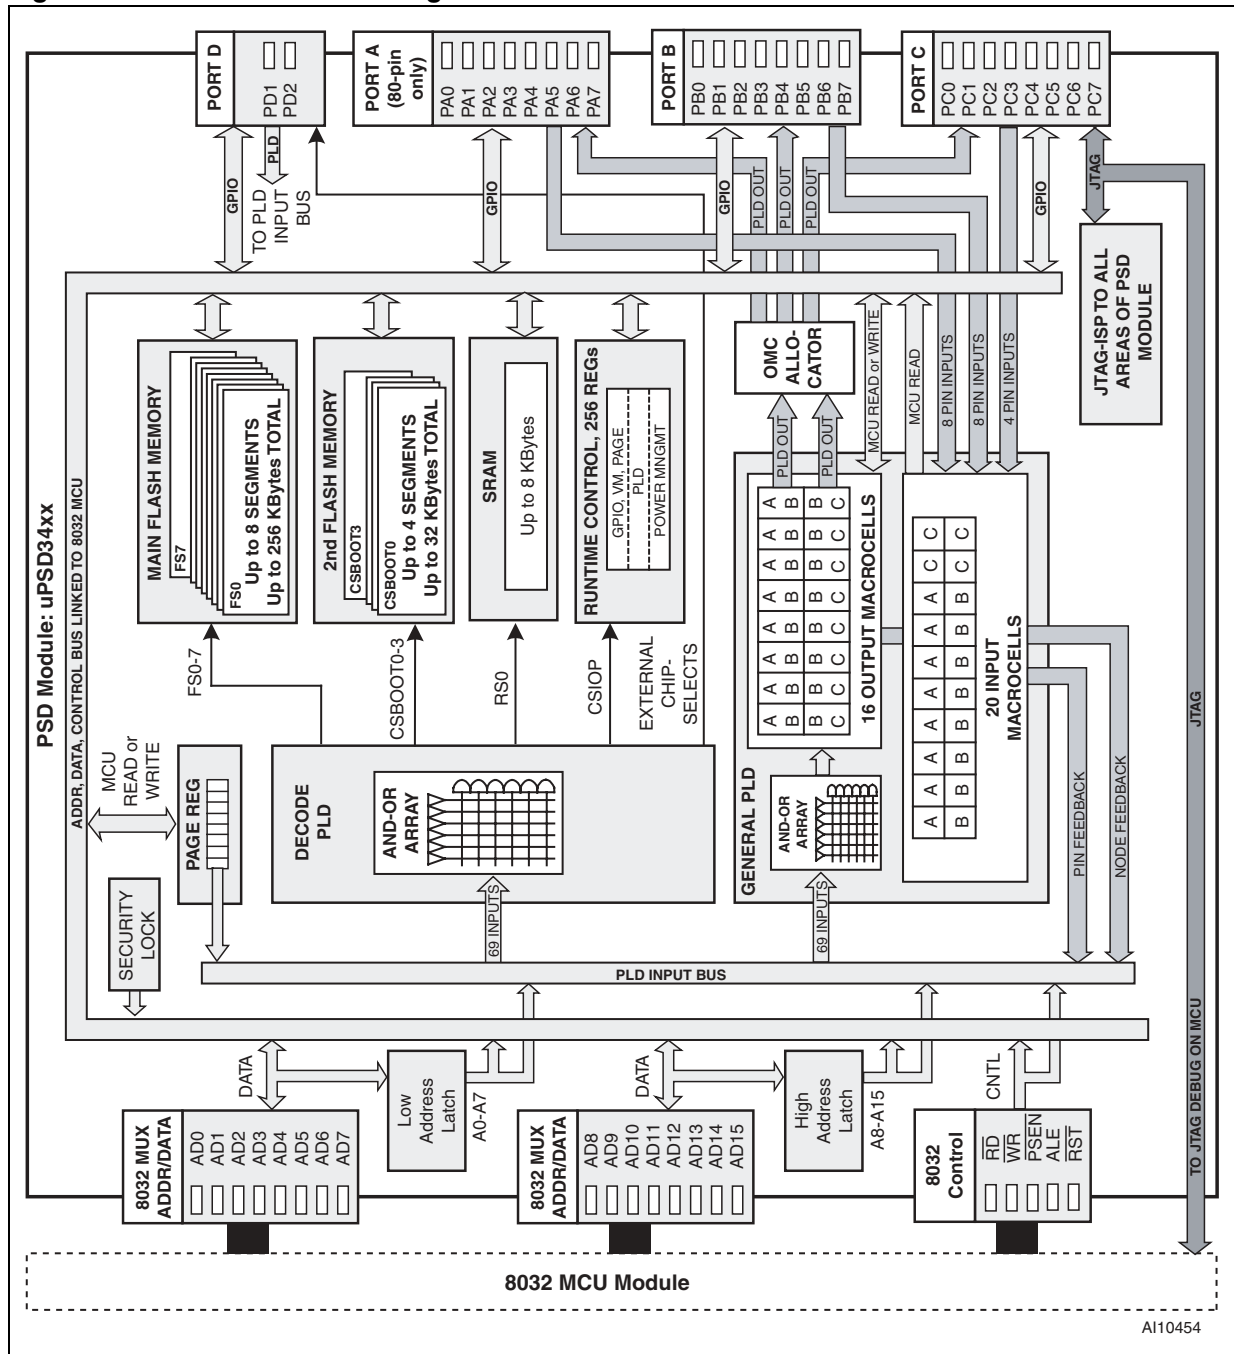 PORT D
PD1
PD2
PORT A
(80-pin
only)
PA0
PA1
PA2
PA3
PA4
PA5
PA6
PA7
PORT B
PB0
PB1
PB2
PB3
PB4
PB5
PB6
PB7
PORT C
PC0
PC1
PC2
PC3
PC4
PC5
PC6
PC7
PSD Module: uPSD34xx
ADDR, DATA, CONTROL BUS LINKED TO 8032 MCU
GPIO
PLD
TO PLD
INPUT
BUS
GPIO
GPIO
PLD OUT
PLD OUT
PLD OUT
GPIO
JTAG
JTAG-ISP TO ALL
AREAS OF PSD
MODULE
MAIN FLASH MEMORY
FS7
FS0
Up to 8 SEGMENTS
Up to 256 KBytes TOTAL
2nd FLASH MEMORY
CSBOOT3
CSBOOT0
Up to 4 SEGMENTS
Up to 32 KBytes TOTAL
SRAM
Up to 8 KBytes
RUNTIME CONTROL, 256 REGs
GPIO, VM, PAGE
PLD
POWER MNGMT
OMC
ALLO-
CATOR
PLD OUT
PLD OUT
MCU READ or WRITE
MCU READ
8 PIN INPUTS
8 PIN INPUTS
4 PIN INPUTS
FS0-7
CSBOOT0-3
RS0
CSIOP
EXTERNAL
CHIP-
SELECTS
MCU
READ or
WRITE
PAGE REG
SECURITY
LOCK
DECODE
PLD
AND-OR
ARRAY
69 INPUTS
GENERAL PLD
AND-OR
ARRAY
69 INPUTS
A A A A A A A A
B B B B B B B B
B B B B B B B B
C C C C C C C C
16 OUTPUT MACROCELLS
A A A A A A A A C C
B B B B B B B B C C
20 INPUT
MACROCELLS
PIN FEEDBACK
NODE FEEDBACK
JTAG
PLD INPUT BUS
DATA
Low
Address
Latch
A0-A7
DATA
High
Address
Latch
A8-A15
CNTL
TO JTAG DEBUG ON MCU
8032 MUX
ADDR/DATA
AD0
AD1
AD2
AD3
AD4
AD5
AD6
AD7
8032 MUX
ADDR/DATA
AD8
AD9
AD10
AD11
AD12
AD13
AD14
AD15
8032
Control
RD
WR
PSEN
ALE
RST
8032 MCU Module
AI10454